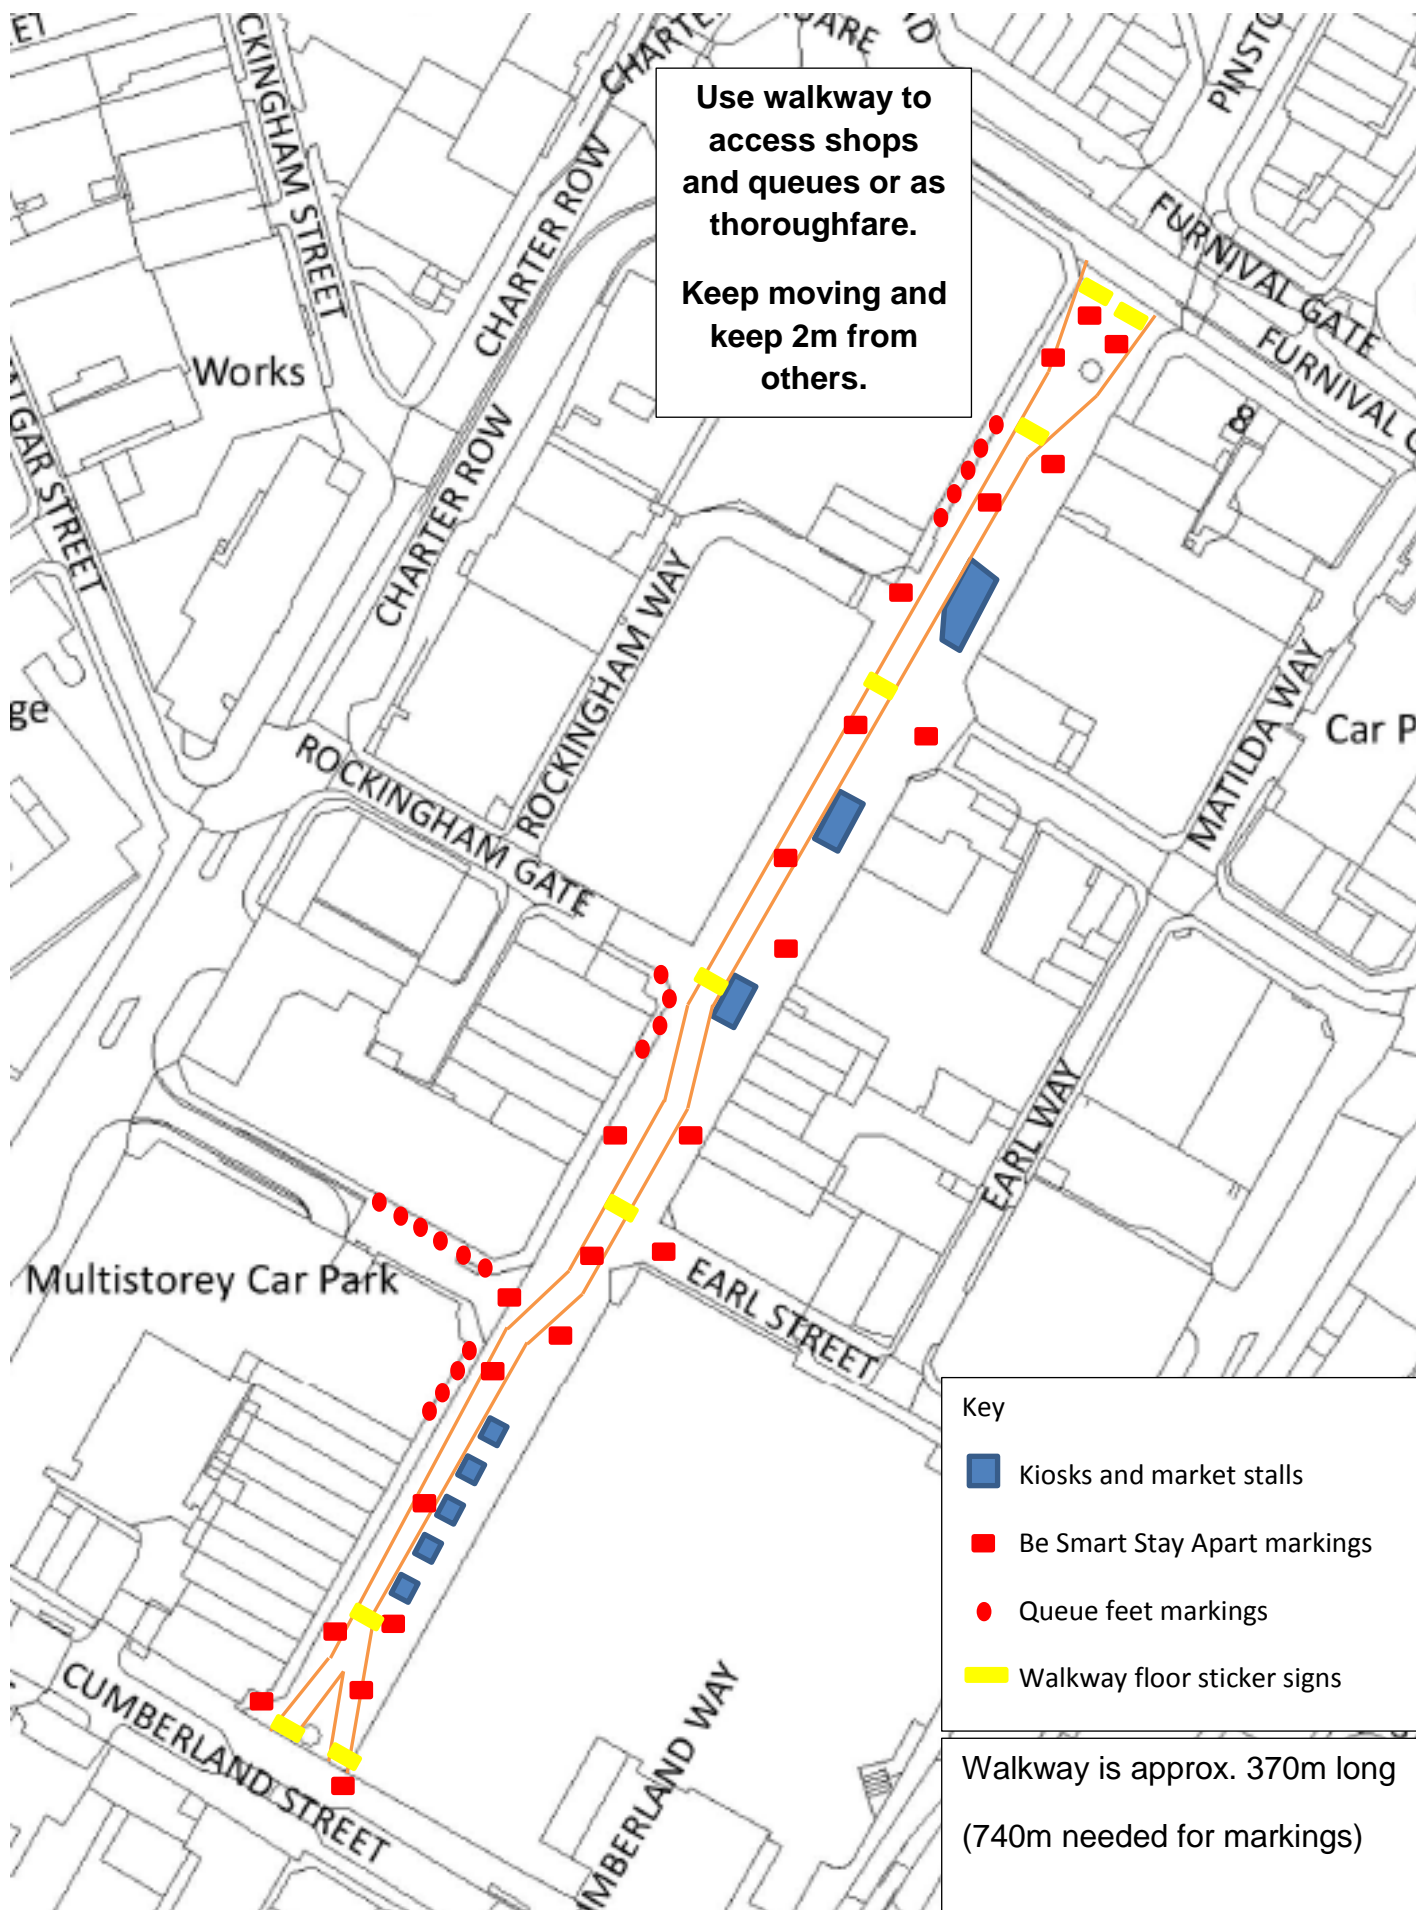 CKINGHAM STREET
CHARTER ROW
Use walkway to
access shops
and queues or as
thoroughfare.
Keep moving and
keep 2m from
others.
FURNIVAL GATE
FURNIVAL
Works
8
CHARTER ROW
STREET
ROCKINGHAM WAY
MATILDA WAY
Car P
ROCKINGHAM GATE
EARL WAY
Multistorey Car Park
EARL STREET
CUMBERLAND STREET
MBERLAND WAY
Key
Kiosks and market stalls
Be Smart Stay Apart markings
Queue feet markings
Walkway floor sticker signs
Walkway is approx. 370m long
(740m needed for markings)